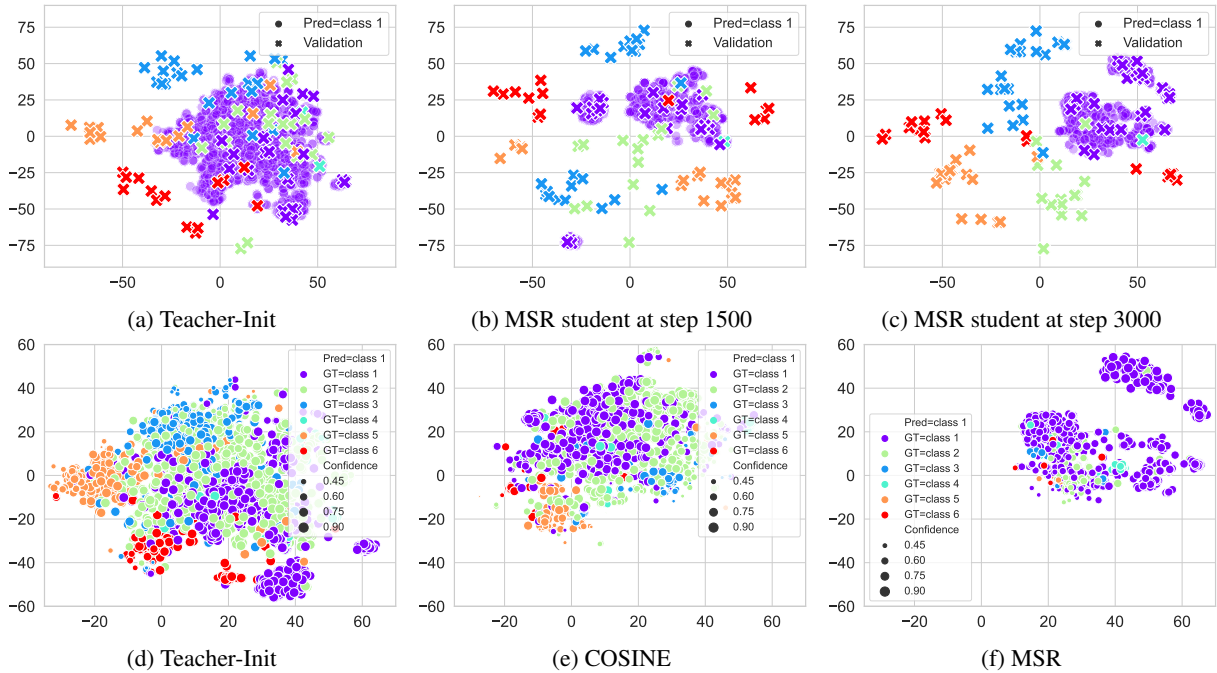 Pred=class 1
Validation
75
50
25
0
−25
−50
−75
−50
0
50
(a) Teacher-Init
Pred=class 1
Validation
75
50
25
0
−25
−50
−75
−50
0
50
(b) MSR student at step 1500
Pred=class 1
Validation
75
50
25
0
−25
−50
−75
−50
0
50
(c) MSR student at step 3000
60
40
20
0
−20
−40
−60
−20
0
20
40
60
Pred=class 1
GT=class 1
GT=class 2
GT=class 3
GT=class 4
GT=class 5
GT=class 6
Confidence
0.45
0.60
0.75
0.90
(d) Teacher-Init
60
40
20
0
−20
−40
−60
−20
0
20
40
60
Pred=class 1
GT=class 1
GT=class 2
GT=class 3
GT=class 4
GT=class 5
GT=class 6
Confidence
0.45
0.60
0.75
0.90
(e) COSINE
60
40
20
0
−20
−40
−60
−20
0
20
40
60
Pred=class 1
GT=class 1
GT=class 2
GT=class 3
GT=class 4
GT=class 5
GT=class 6
Confidence
0.45
0.60
0.75
0.90
(f) MSR